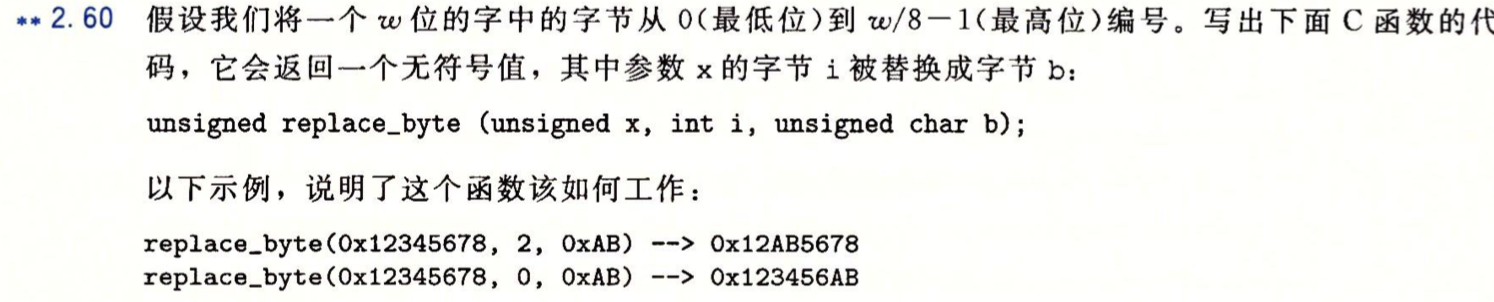 ** 2.60 假设我们将一个 w 位的字中的字节从 0(最低位)到 w/8－1(最高位)编号。写出下面 C 函数的代
码，它会返回一个无符号值，其中参数 x 的字节 i 被替换成字节 b：
unsigned replace_byte (unsigned x, int i, unsigned char b);
以下示例，说明了这个函数该如何工作：
replace_byte(0x12345678, 2, 0xAB) --> 0x12AB5678
replace_byte(0x12345678, 0, 0xAB) --> 0x123456AB